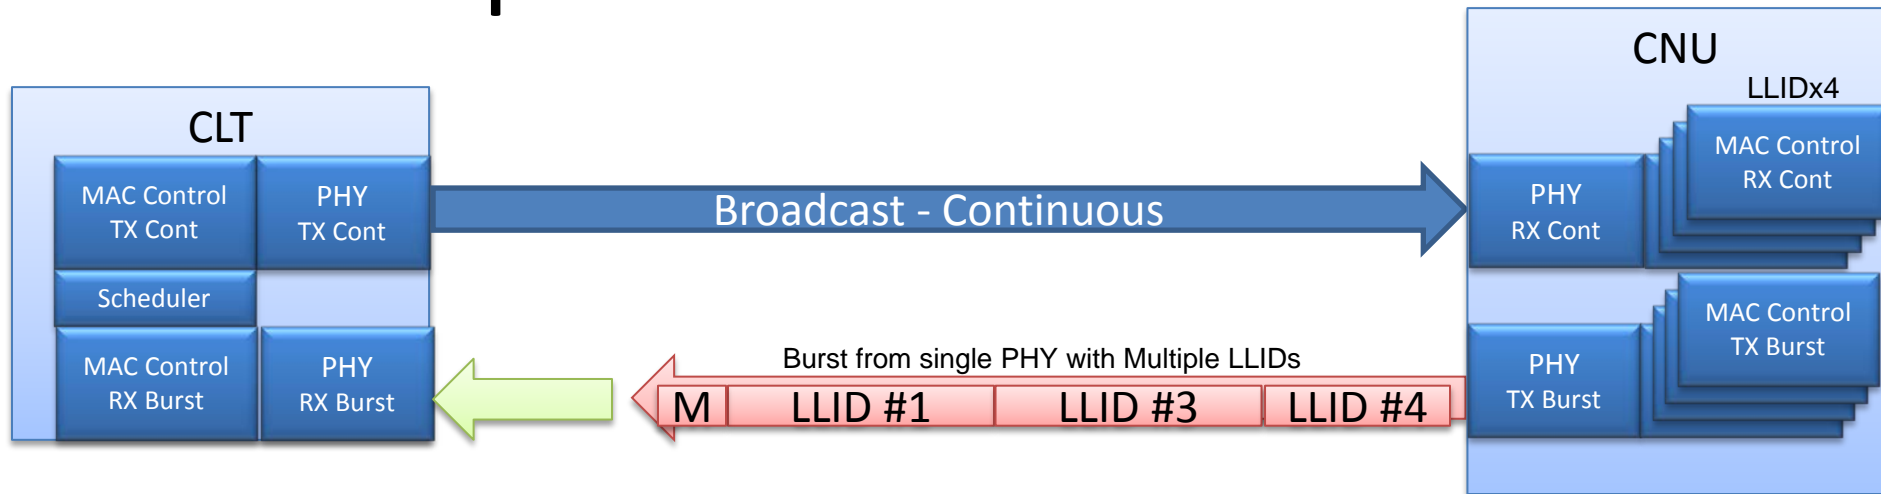 CLT
MAC Control
TX Cont
PHY
TX Cont
Scheduler
MAC Control
RX Burst
PHY
RX Burst
Broadcast - Continuous
Burst from single PHY with Multiple LLIDs
M
LLID #1
LLID #3
LLID #4
CNU
LLIDx4
PHY
RX Cont
MAC Control
RX Cont
PHY
TX Burst
MAC Control
TX Burst